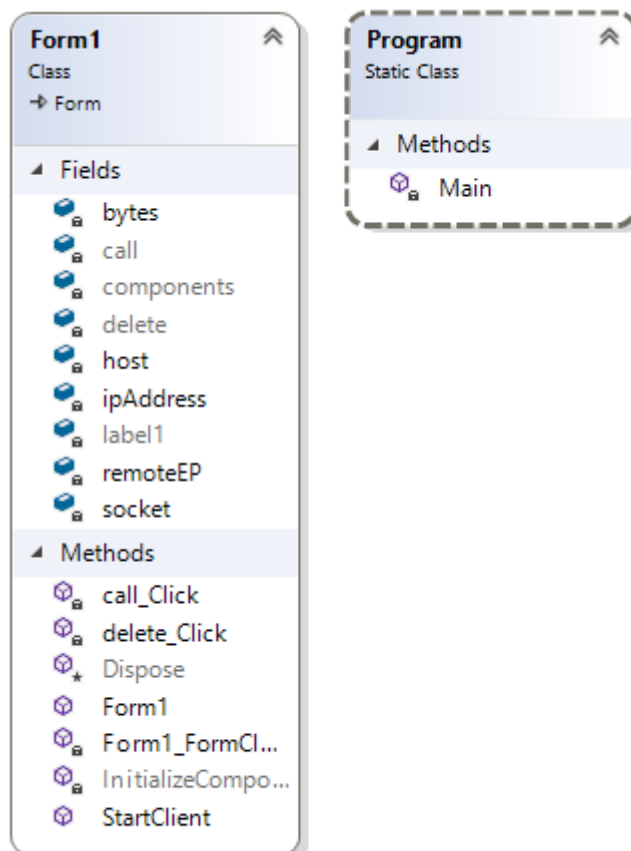 Form1
Class
Form
Fields
bytes
call
components
delete
host
ipAddress
label1
remoteEP
socket
Methods
call_Click
delete_Click
Dispose
Form1
Form1_FormCl...
InitializeCompo...
StartClient
Program
Static Class
Methods
Main